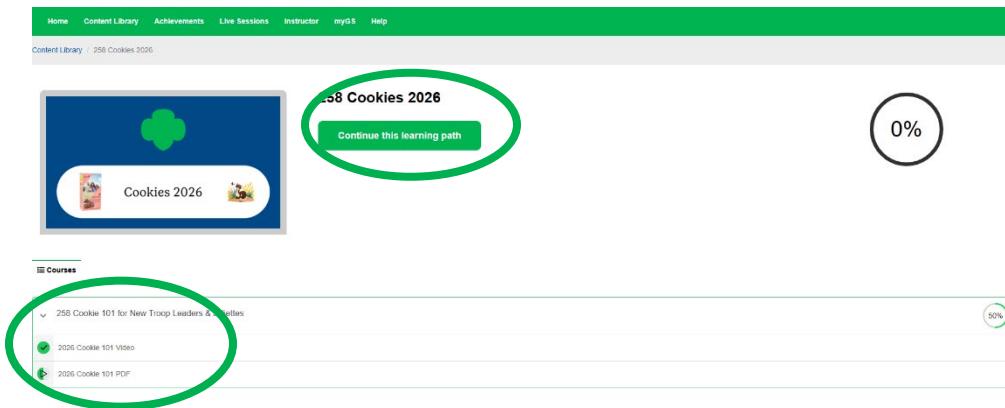 Home Content Library Achievements Live Sessions Instructor myGS Help
Content Library / 258 Cookies 2026
258 Cookies 2026
Continue this learning path
0%
Cookies 2026
Courses
258 Cookie 101 for New Troop Leaders &
50%
2026 Cookie 101 Video
2026 Cookie 101 PDF